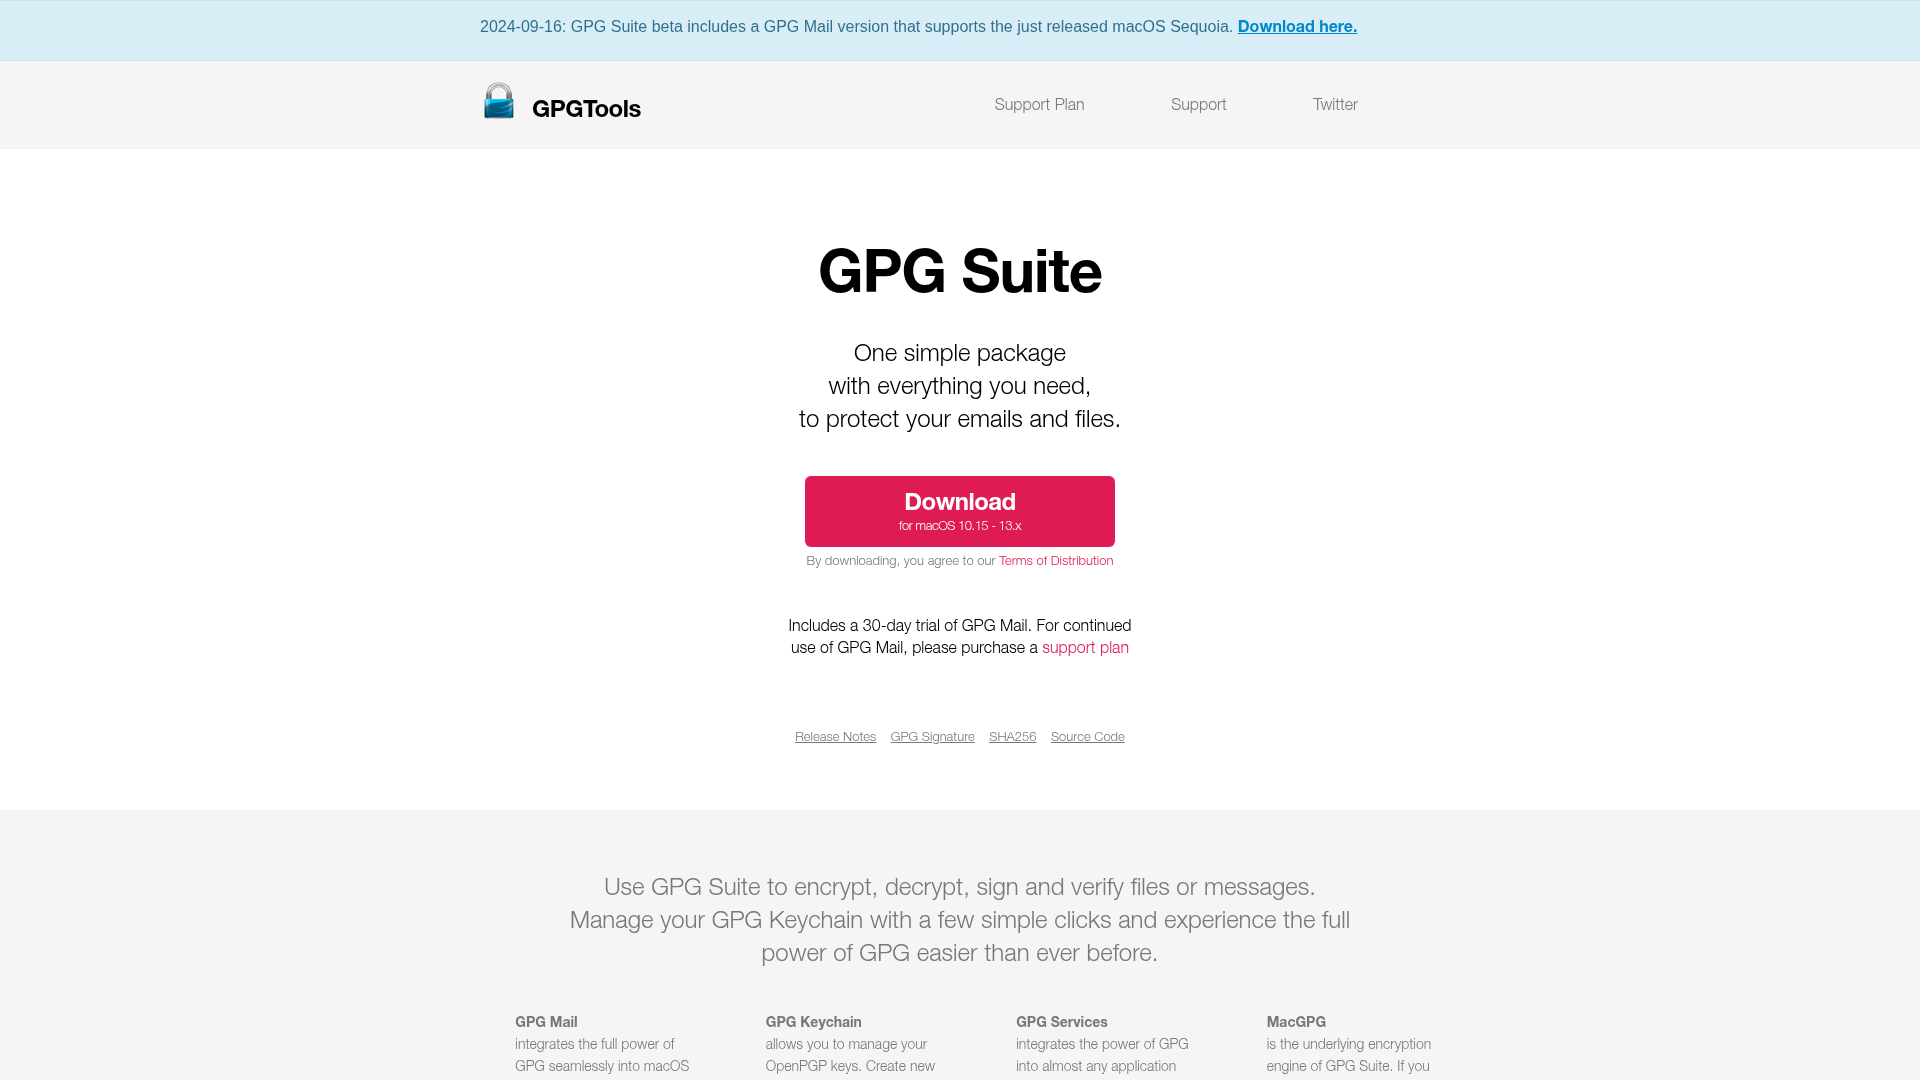 2024-09-16: GPG Suite beta includes a GPG Mail version that supports the just released macOS Sequoia. Download here.
GPGTools
Support Plan
Support
Twitter
GPG Suite
One simple package
with everything you need,
to protect your emails and files.
Download
for macOS 10.15 - 13.x
By downloading, you agree to our Terms of Distribution
Includes a 30-day trial of GPG Mail. For continued
use of GPG Mail, please purchase a support plan
Release Notes GPG Signature SHA256 Source Code
Use GPG Suite to encrypt, decrypt, sign and verify files or messages.
Manage your GPG Keychain with a few simple clicks and experience the full
power of GPG easier than ever before.
GPG Mail
integrates the full power of
GPG seamlessly into macOS
GPG Keychain
allows you to manage your
OpenPGP keys. Create new
GPG Services
integrates the power of GPG
into almost any application
MacGPG
is the underlying encryption
engine of GPG Suite. If you